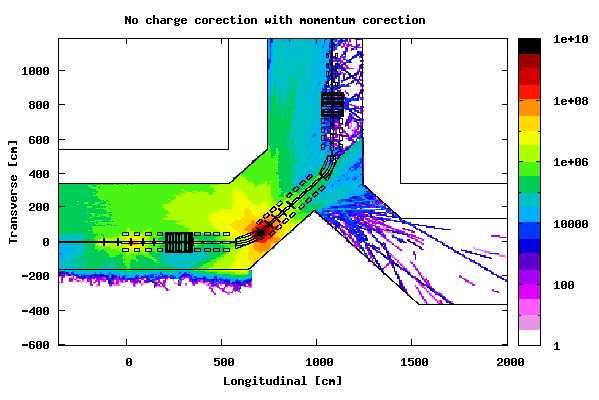 No charge corection with momentum corection
1e+10
1000
800
1e+08
600
1e+06
400
200
10000
0
-200
100
-400
-600
1
0
500
1000
1500
2000
Transverse [cm]
Longitudinal [cm]